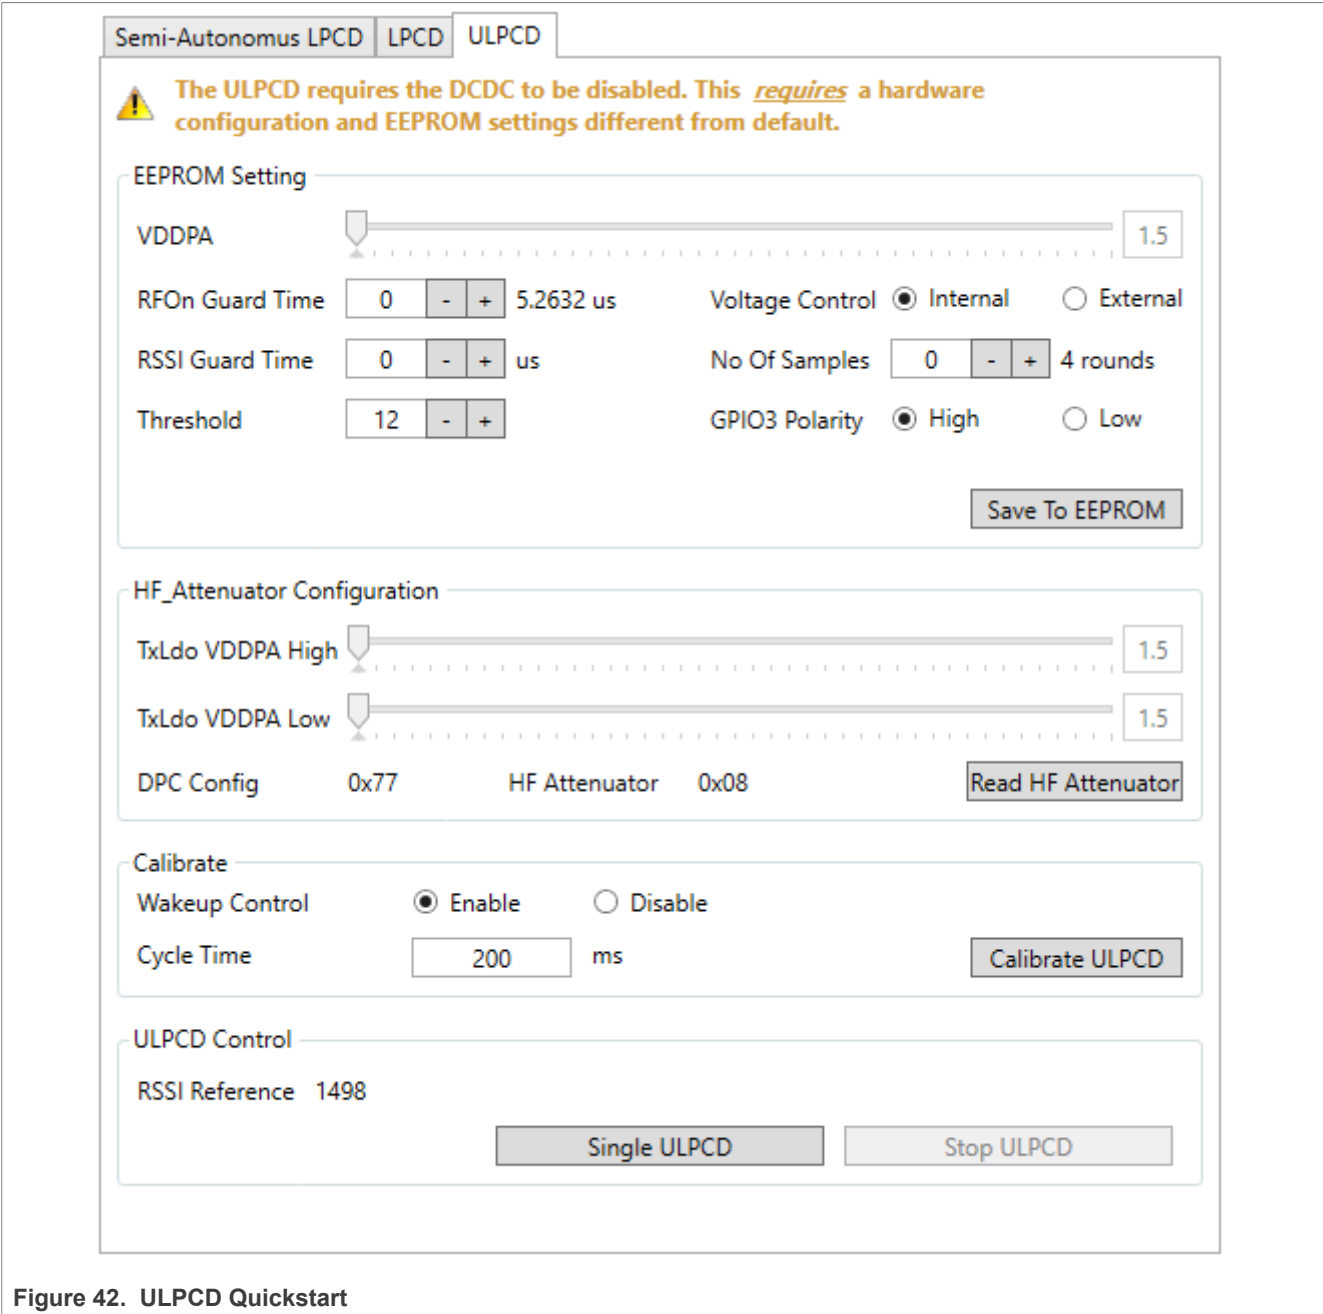 Semi-Autonomus LPCD LPCD ULPCD
The ULPCD requires the DCDC to be disabled. This requires a hardware
configuration and EEPROM settings different from default.
EEPROM Setting
VDDPA 1.5
RFOn Guard Time 0 - + 5.2632 us Voltage Control Internal External
RSSI Guard Time 0 - + us No Of Samples 0 - + 4 rounds
Threshold 12 - + GPIO3 Polarity High Low
Save To EEPROM
HF_Attenuator Configuration
TxLdo VDDPA High 1.5
TxLdo VDDPA Low 1.5
DPC Config 0x77 HF Attenuator 0x08 Read HF Attenuator
Calibrate
Wakeup Control Enable Disable
Cycle Time 200 ms Calibrate ULPCD
ULPCD Control
RSSI Reference 1498
Single ULPCD Stop ULPCD
Figure 42. ULPCD Quickstart